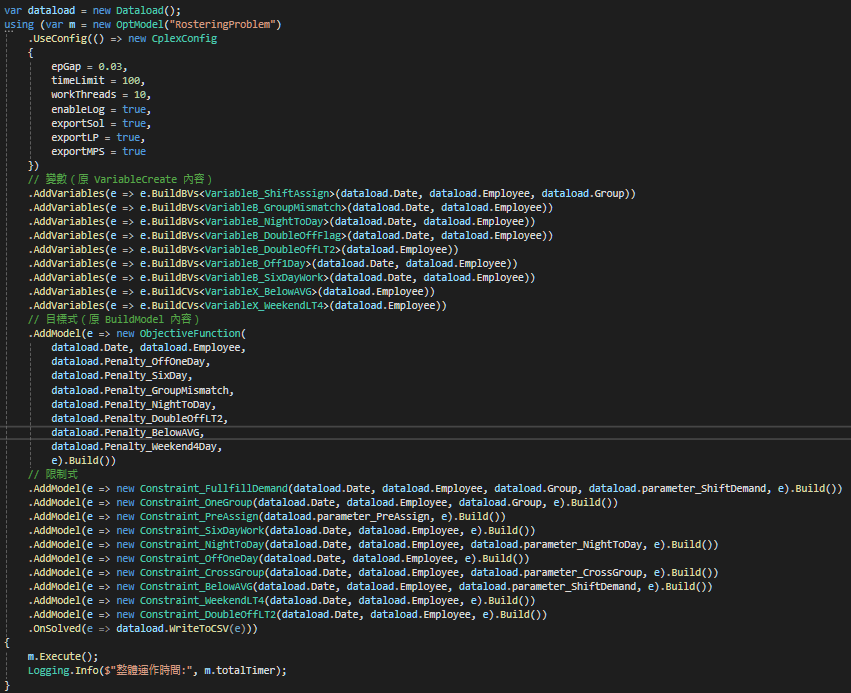 var dataload = new Dataload();
using (var m = new OptModel("RosteringProblem")
.UseConfig(() => new CplexConfig
{
epGap = 0.03,
timeLimit = 100,
workThreads = 10,
enableLog = true,
exportSol = true,
exportLP = true,
exportMPS = true
})
// 變數（原 VariableCreate 內容）
.AddVariables(e => e.BuildBVs<VariableB_ShiftAssign>(dataload.Date, dataload.Employee, dataload.Group))
.AddVariables(e => e.BuildBVs<VariableB_GroupMismatch>(dataload.Date, dataload.Employee))
.AddVariables(e => e.BuildBVs<VariableB_NightToDay>(dataload.Date, dataload.Employee))
.AddVariables(e => e.BuildBVs<VariableB_DoubleOffFlag>(dataload.Date, dataload.Employee))
.AddVariables(e => e.BuildBVs<VariableB_DoubleOffLT2>(dataload.Employee))
.AddVariables(e => e.BuildBVs<VariableB_Off1Day>(dataload.Date, dataload.Employee))
.AddVariables(e => e.BuildBVs<VariableB_SixDayWork>(dataload.Date, dataload.Employee))
.AddVariables(e => e.BuildCVs<VariableX_BelowAVG>(dataload.Employee))
.AddVariables(e => e.BuildCVs<VariableX_WeekendLT4>(dataload.Employee))
// 目標式（原 BuildModel 內容）
.AddModel(e => new ObjectiveFunction(
dataload.Date, dataload.Employee,
dataload.Penalty_OffOneDay,
dataload.Penalty_SixDay,
dataload.Penalty_GroupMismatch,
dataload.Penalty_NightToDay,
dataload.Penalty_DoubleOffLT2,
dataload.Penalty_BelowAVG,
dataload.Penalty_Weekend4Day,
e).Build())
// 限制式
.AddModel(e => new Constraint_FullfillDemand(dataload.Date, dataload.Employee, dataload.Group, dataload.parameter_ShiftDemand, e).Build())
.AddModel(e => new Constraint_OneGroup(dataload.Date, dataload.Employee, dataload.Group, e).Build())
.AddModel(e => new Constraint_PreAssign(dataload.parameter_PreAssign, e).Build())
.AddModel(e => new Constraint_SixDayWork(dataload.Date, dataload.Employee, e).Build())
.AddModel(e => new Constraint_NightToDay(dataload.Date, dataload.Employee, dataload.parameter_NightToDay, e).Build())
.AddModel(e => new Constraint_OffOneDay(dataload.Date, dataload.Employee, e).Build())
.AddModel(e => new Constraint_CrossGroup(dataload.Date, dataload.Employee, dataload.parameter_CrossGroup, e).Build())
.AddModel(e => new Constraint_BelowAVG(dataload.Date, dataload.Employee, dataload.parameter_ShiftDemand, e).Build())
.AddModel(e => new Constraint_WeekendLT4(dataload.Date, dataload.Employee, e).Build())
.AddModel(e => new Constraint_DoubleOffLT2(dataload.Date, dataload.Employee, e).Build())
.OnSolved(e => dataload.WriteToCSV(e)))
{
m.Execute();
Logging.Info($"整體運作時間:", m.totalTimer);
}